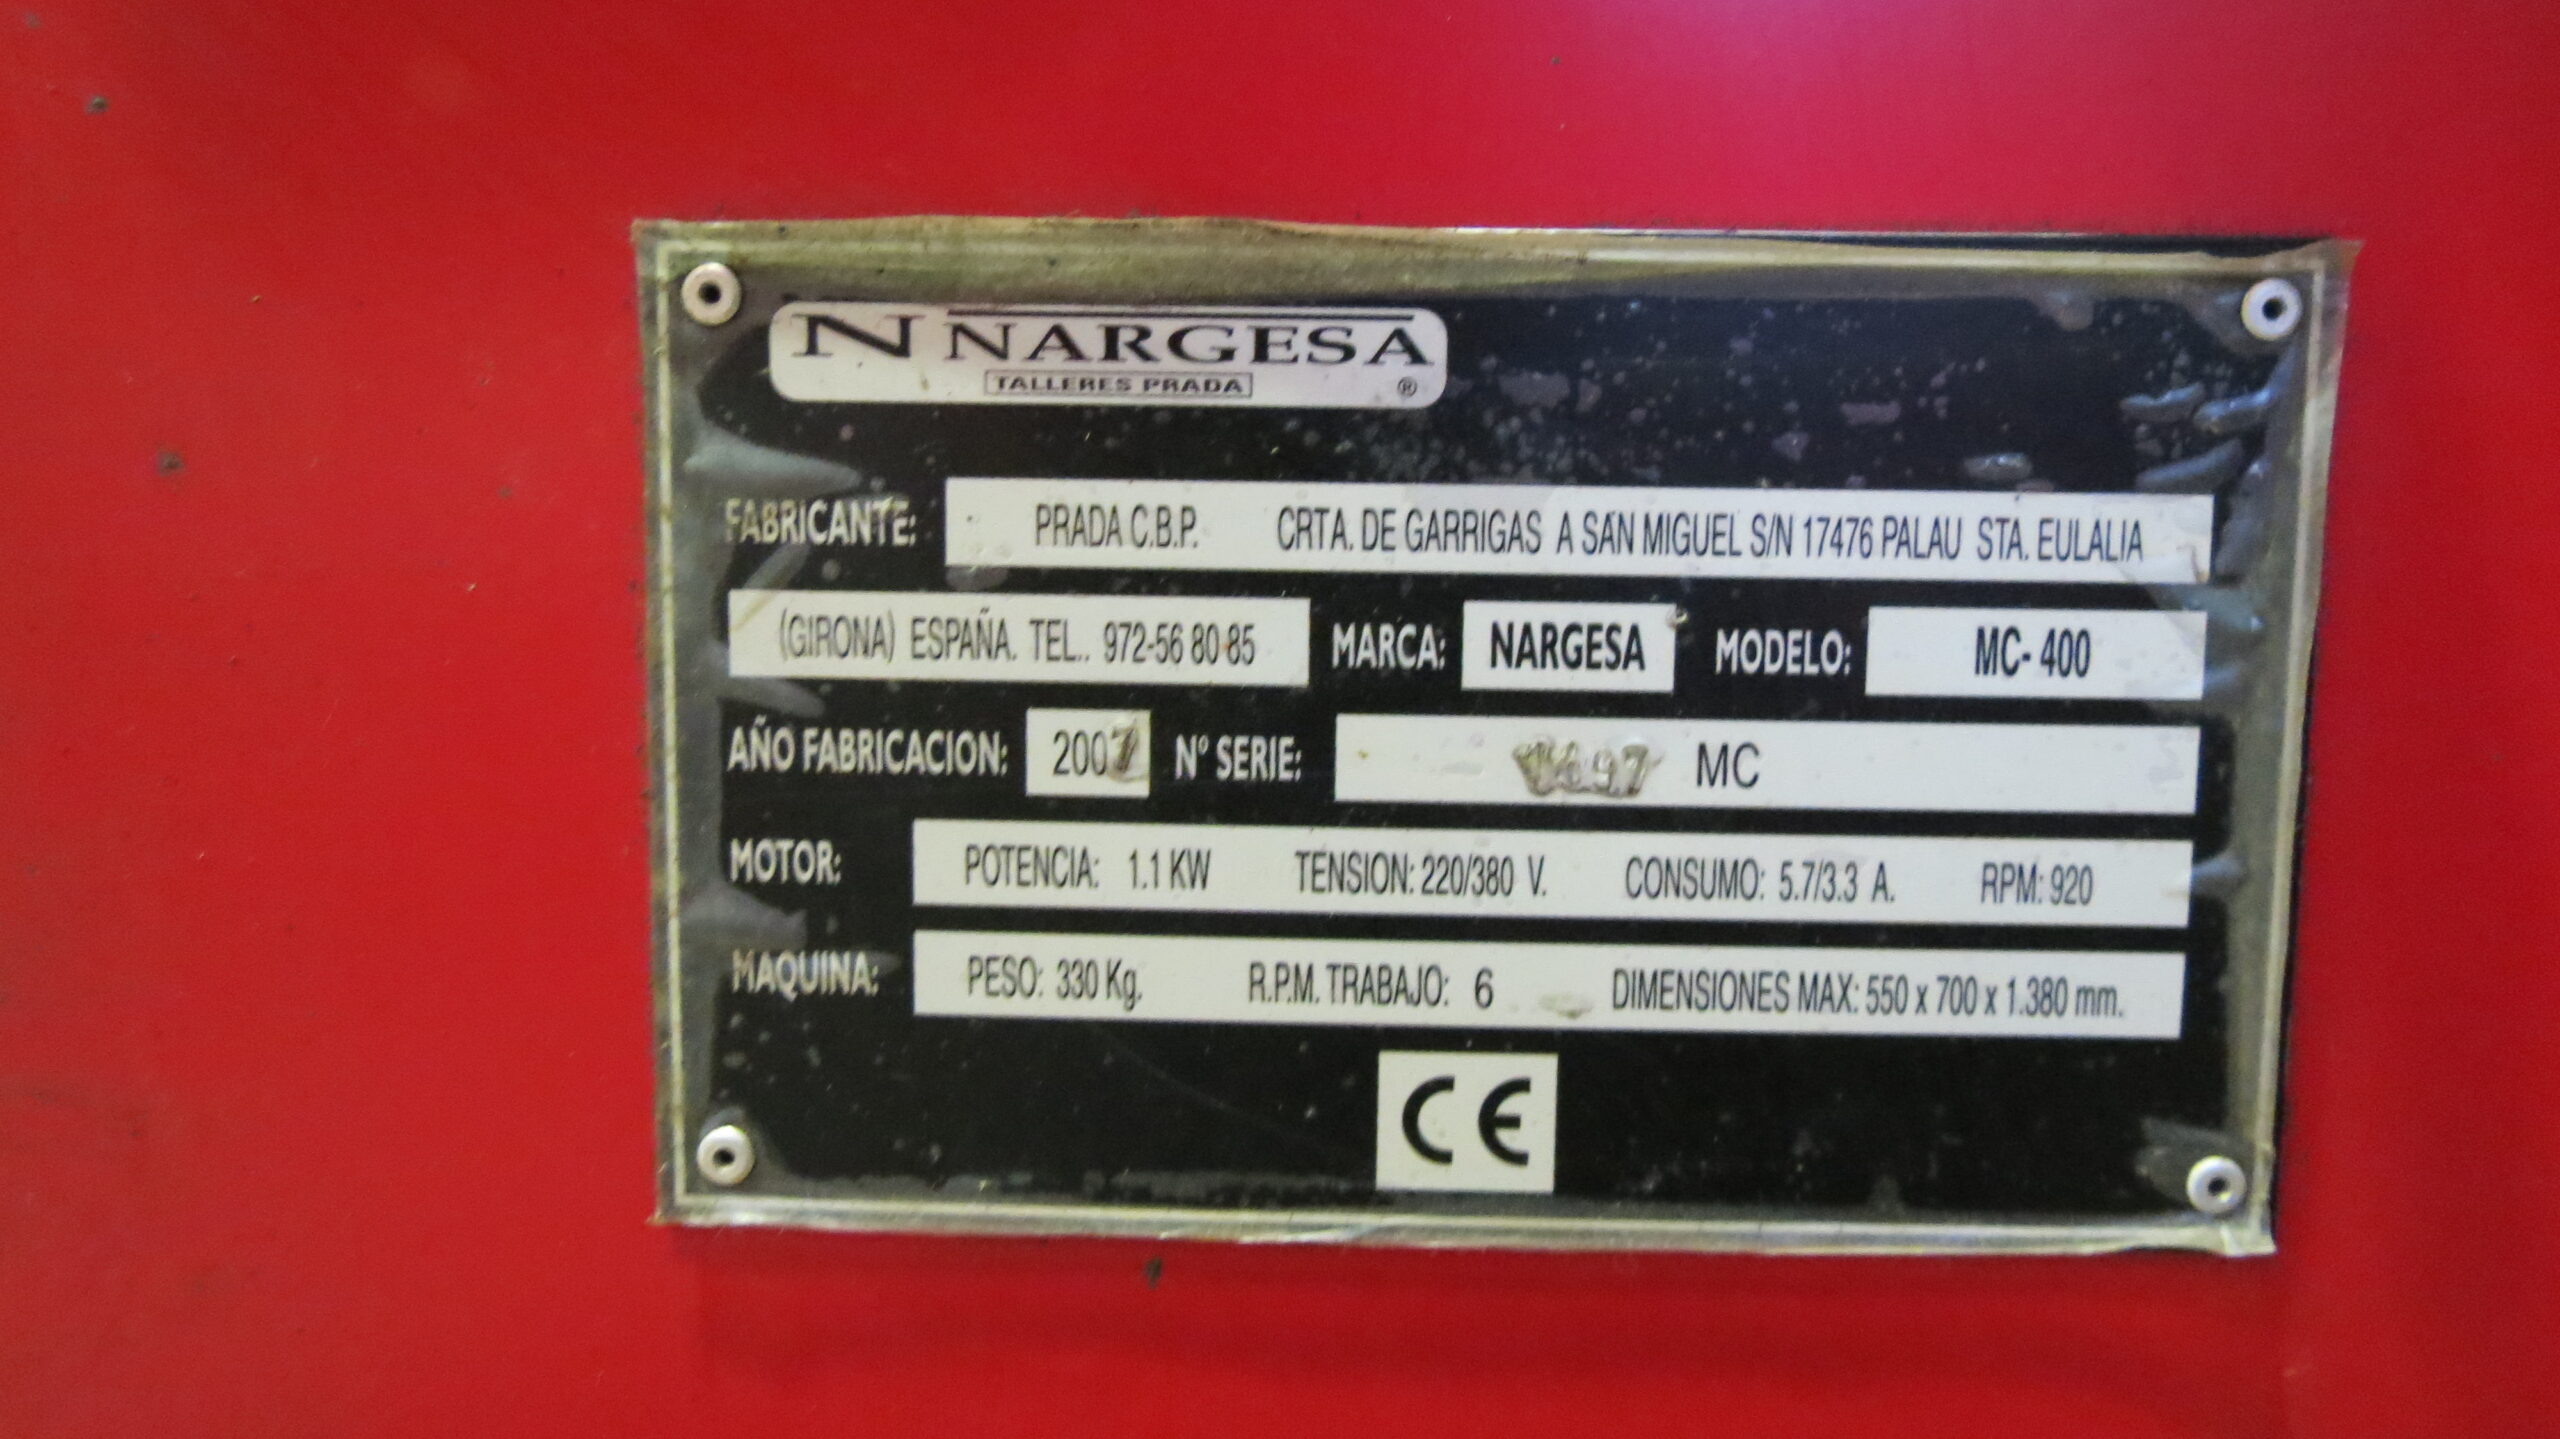 N NARGESA
TALLERES PRADA ®
FABRICANTE: PRADA C.B.P. CRTA. DE GARRIGAS A SAN MIGUEL S/N 17476 PALAU STA. EULALIA
(GIRONA) ESPAÑA. TEL.. 972-56 80 85 MARCA: NARGESA MODELO: MC-400
AÑO FABRICACION: 2007 Nº SERIE: MC
MOTOR: POTENCIA: 1.1 KW TENSION: 220/380 V. CONSUMO: 5.7/3.3 A. RPM: 920
MAQUINA: PESO: 330 Kg. R.P.M. TRABAJO: 6 DIMENSIONES MAX: 550 x 700 x 1.380 mm.
CE